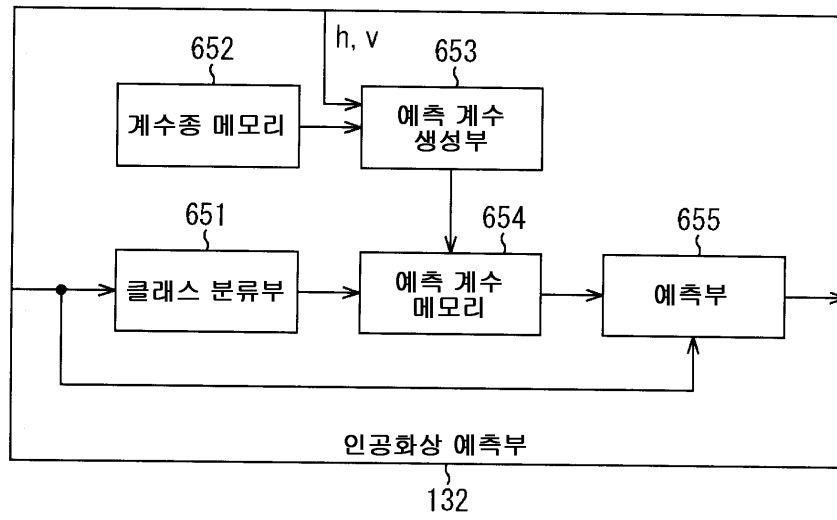 h, v
652
653
계수종 메모리
예측 계수
생성부
651
654
655
클래스 분류부
예측 계수
메모리
예측부
인공화상 예측부
132